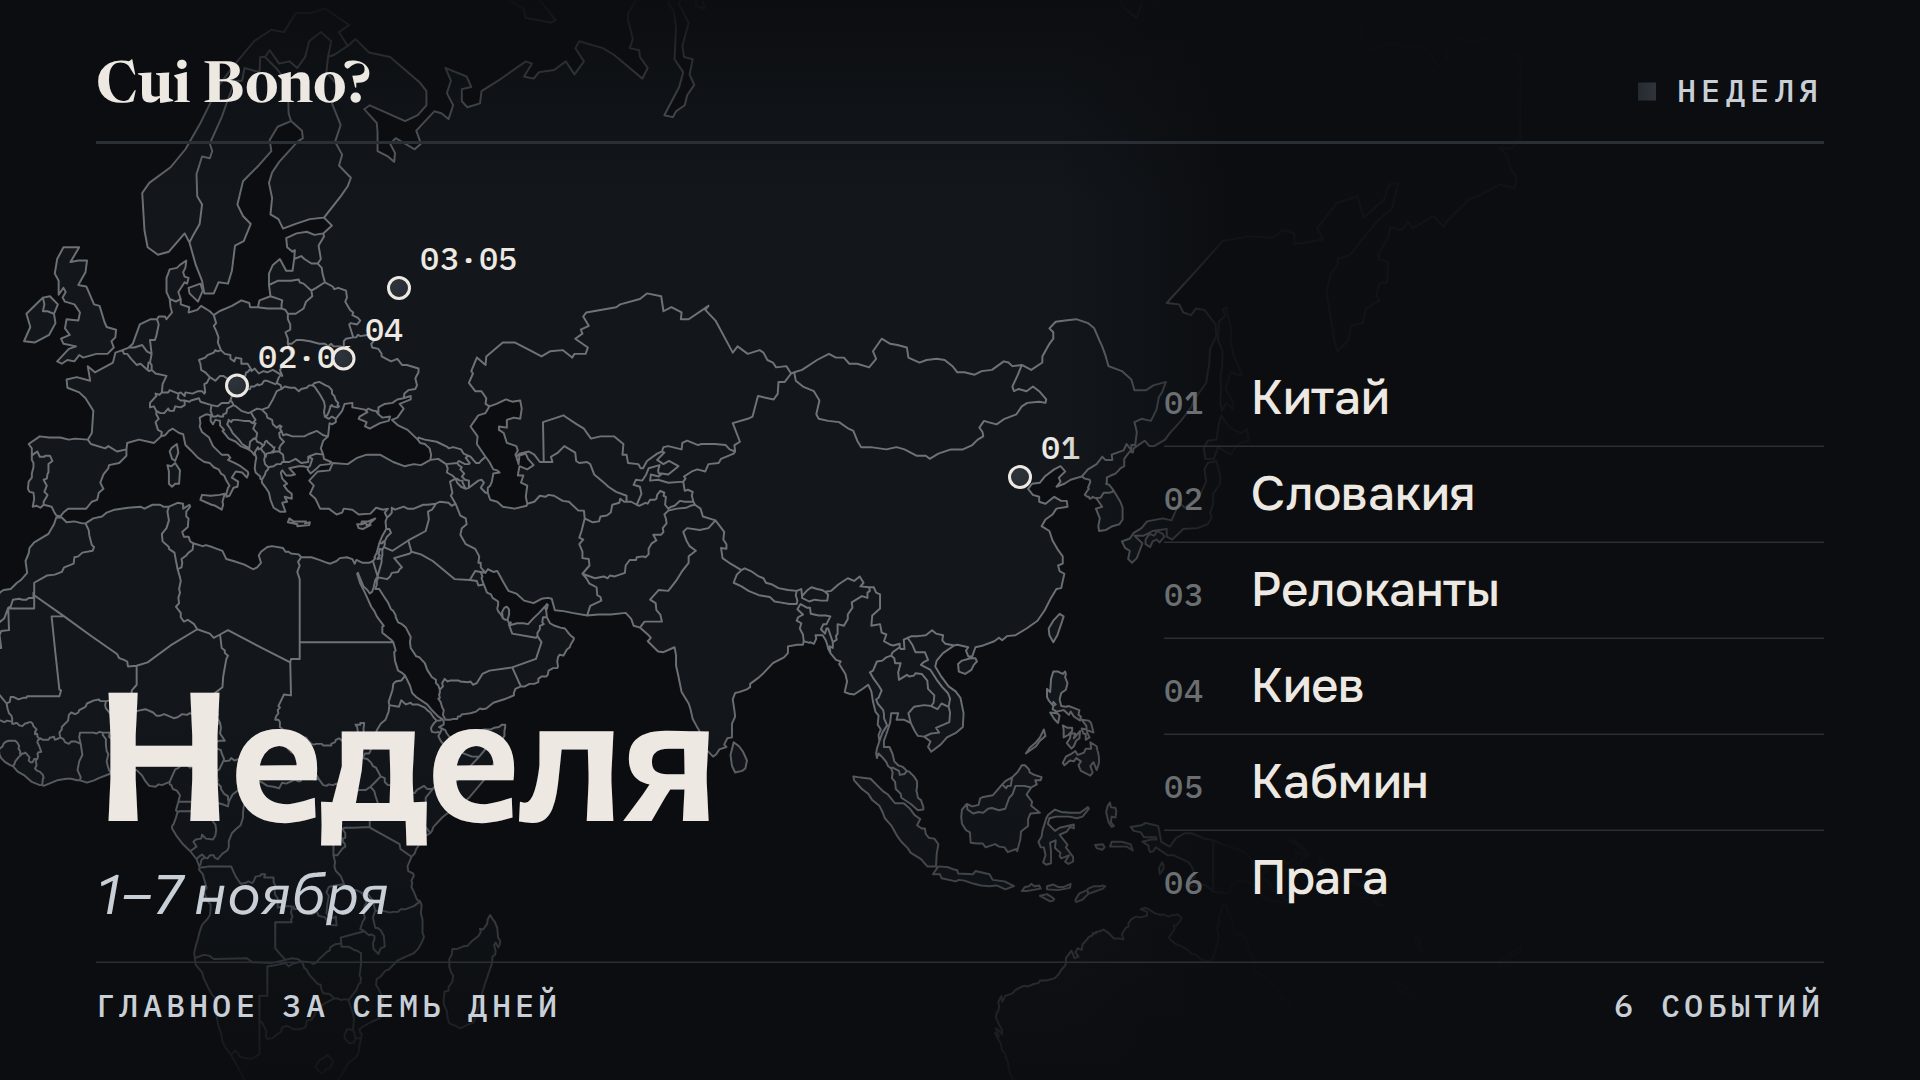 Cui Bono?
НЕДЕЛЯ
03·05
04
02·0
01
01 Китай
02 Словакия
03 Релоканты
04 Киев
05 Кабмин
06 Прага
Неделя
1–7 ноября
ГЛАВНОЕ ЗА СЕМЬ ДНЕЙ
6 СОБЫТИЙ